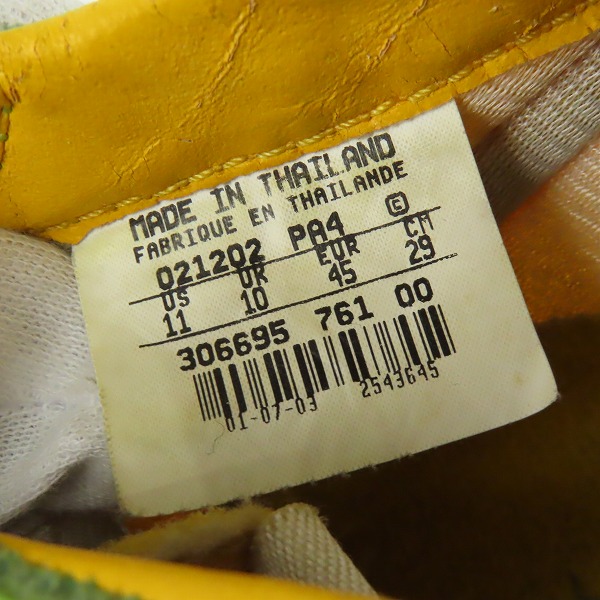 MADE IN THAILAND
FABRIQUE EN THAILANDE
021202 PA4 C
US UK EUR CM
11 10 45 29
306695 761 00
01-07-03 2543645